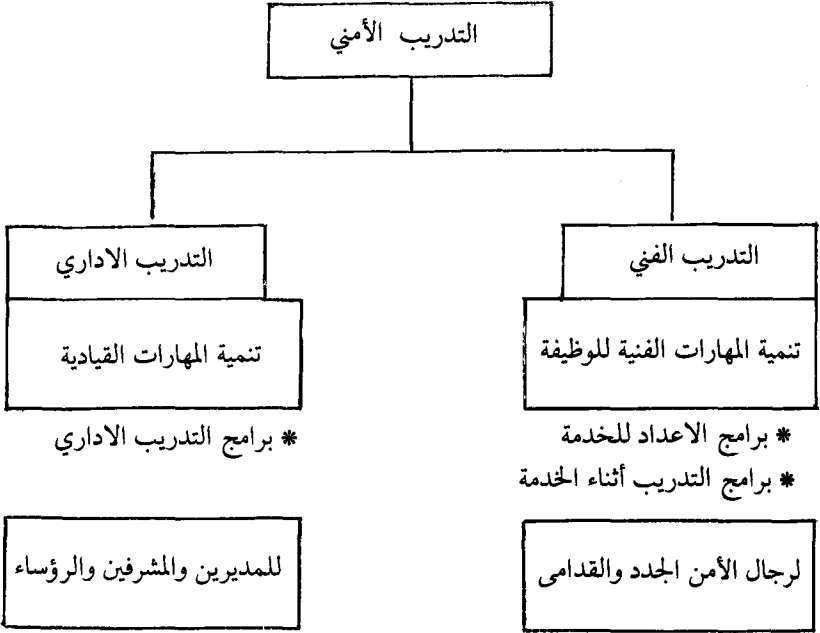 التدريب الأمني
التدريب الفني
التدريب الاداري
تنمية المهارات الفنية للوظيفة
تنمية المهارات القيادية
* برامج الاعداد للخدمة
* برامج التدريب الاداري
* برامج التدريب أثناء الخدمة
لرجال الأمن الجدد والقدامى
للمديرين والمشرفين والرؤساء